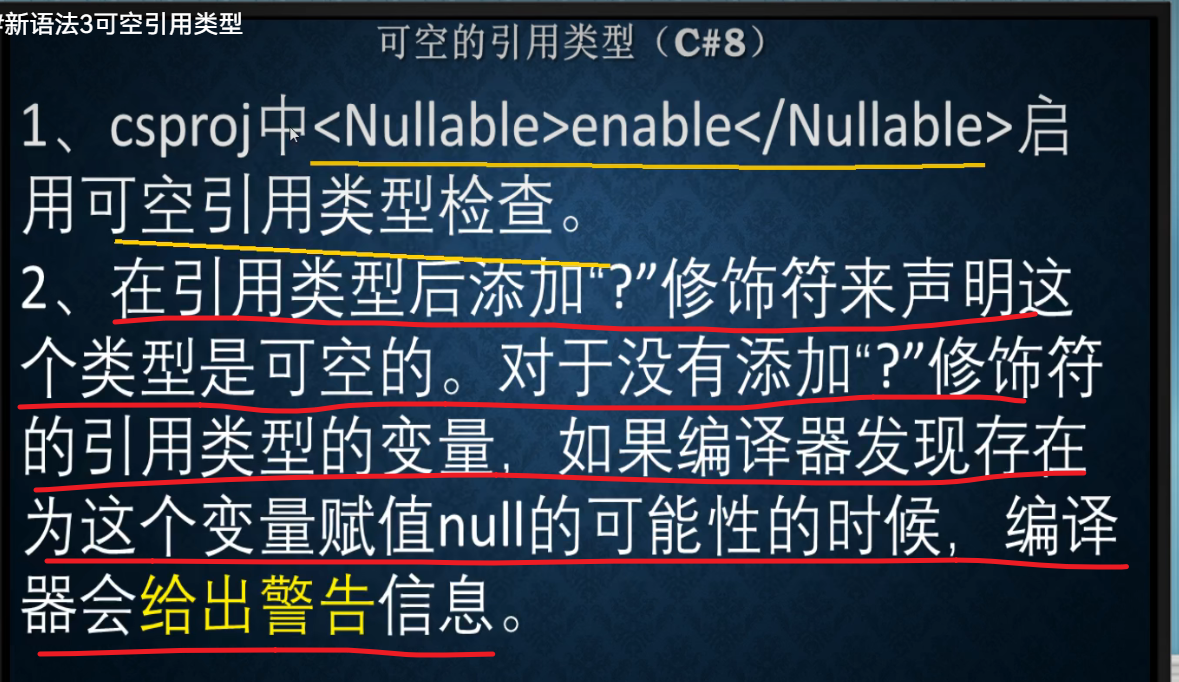 #新语法3可空引用类型
可空的引用类型（C#8）
1、csproj中<Nullable>enable</Nullable>启
用可空引用类型检查。
2、在引用类型后添加“?”修饰符来声明这
个类型是可空的。对于没有添加“?”修饰符
的引用类型的变量，如果编译器发现存在
为这个变量赋值null的可能性的时候，编译
器会给出警告信息。